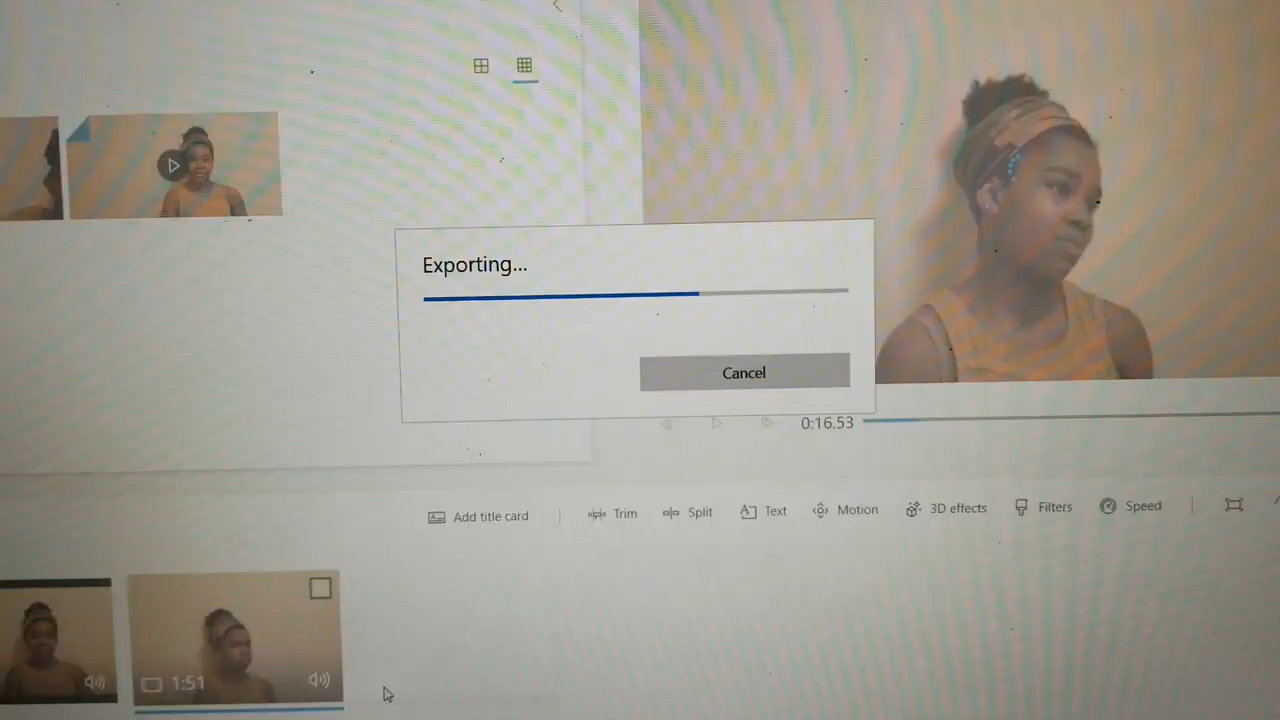 Exporting...
Cancel
0:16.53
Add title card
Trim
Split
Text
Motion
3D effects
Filters
Speed
1:51